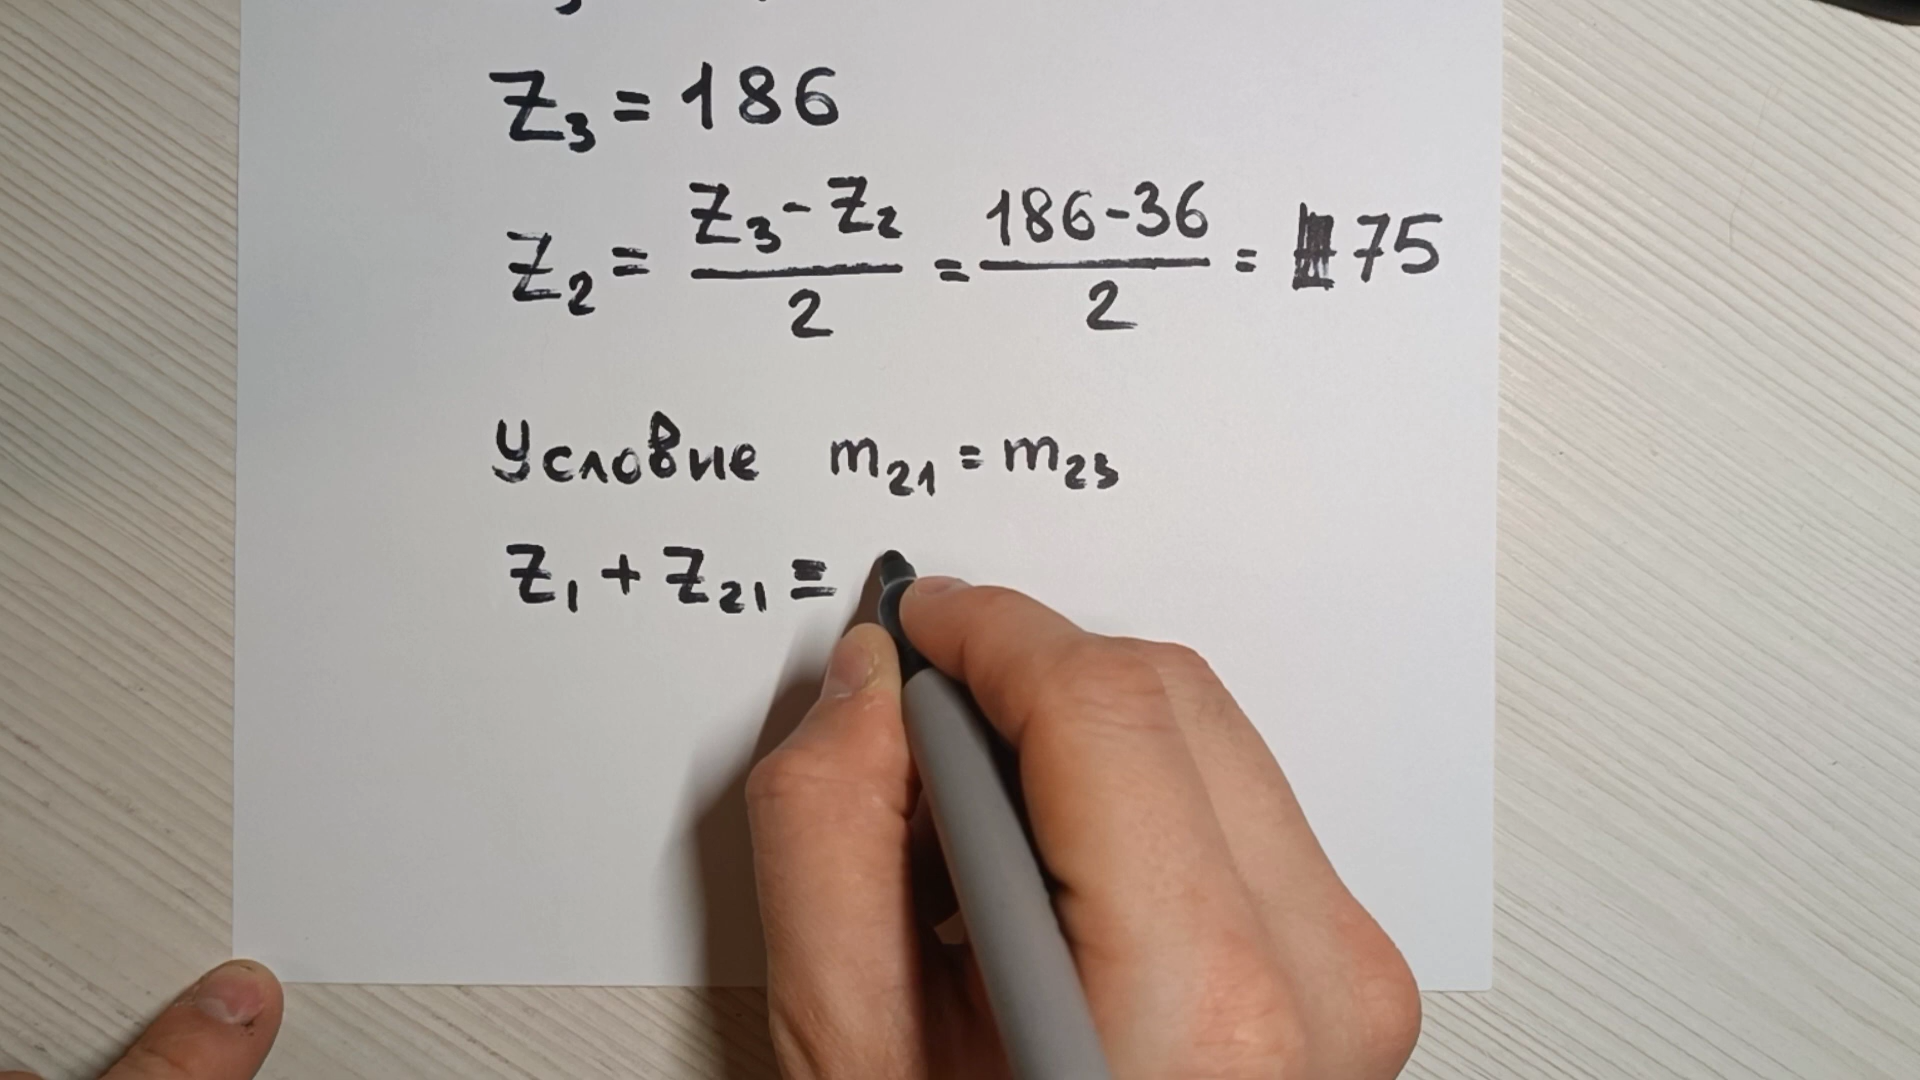 Z₃ = 186
Z₂ = (Z₃ - Z₂)/2 = (186-36)/2 = 75
Условие m₂₁ = m₂₃
Z₁ + Z₂₁ =